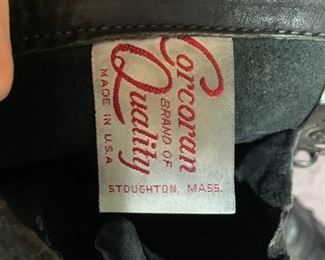 Corcoran
BRAND OF
Quality
MADE IN U.S.A.
STOUGHTON, MASS.